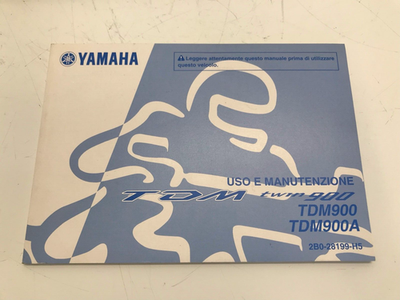 YAMAHA
Leggere attentamente questo manuale prima di utilizzare
questo veicolo.
USO E MANUTENZIONE
TDM twin 900
TDM900
TDM900A
2B0-28199-H5